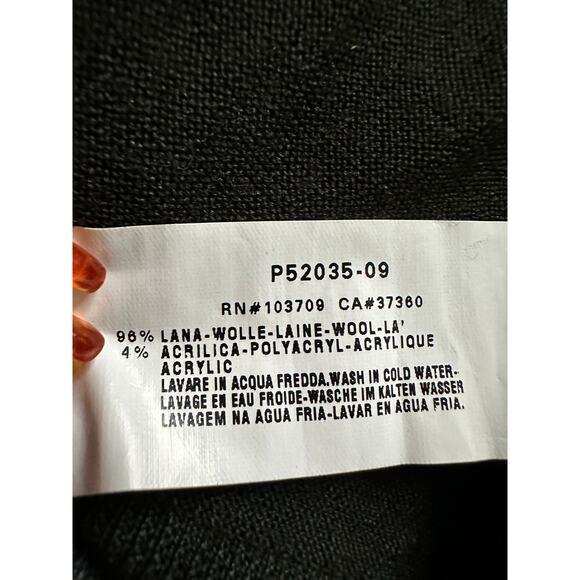 P52035-09
RN#103709 CA#37360
96% LANA-WOLLE-LAINE-WOOL-LA'
4% ACRILICA-POLYACRYL-ACRYLIQUE
ACRYLIC
LAVARE IN ACQUA FREDDA.WASH IN COLD WATER-
LAVAGE EN EAU FROIDE-WASCHE IM KALTEN WASSER
LAVAGEM NA AGUA FRIA-LAVAR EN AGUA FRIA.